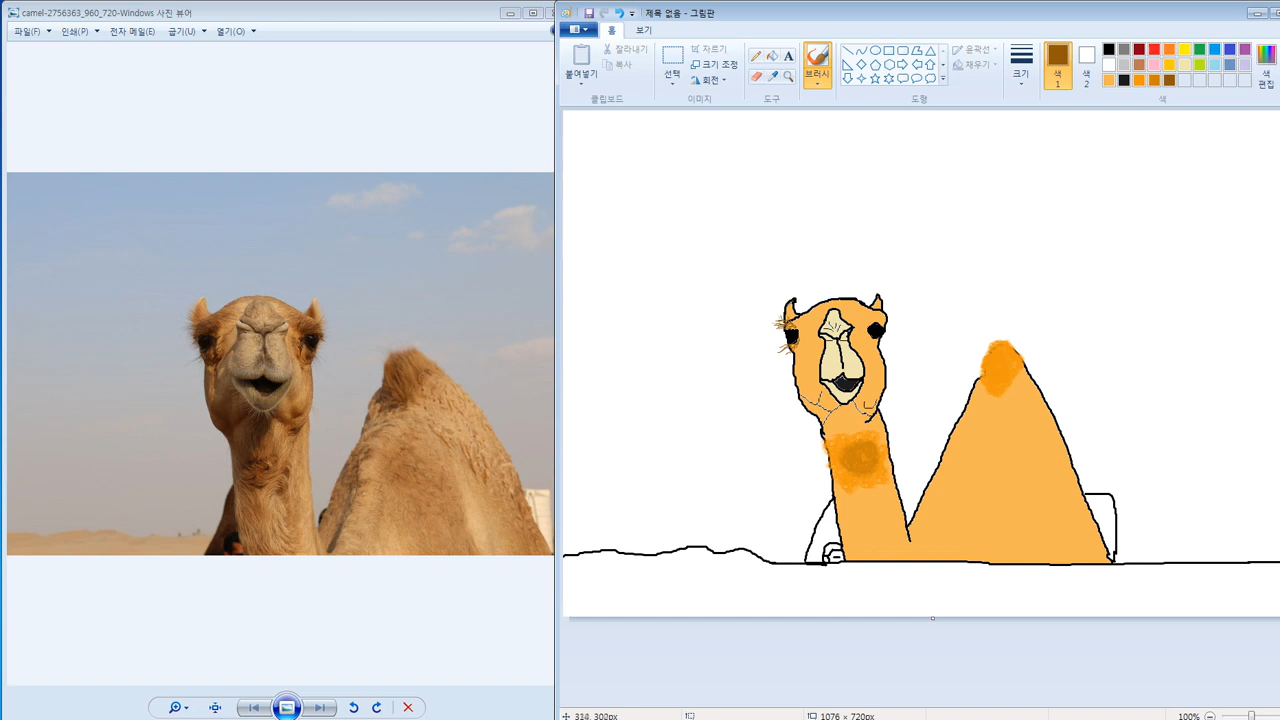 camel-2756363_960_720-Windows 사진 뷰어
파일(F) 인쇄(P) 전자 메일(E) 굽기(U) 열기(O)
제목 없음 - 그림판
홈 보기
붙여넣기
잘라내기
복사
클립보드
선택
자르기
크기 조정
회전
이미지
A
도구
브러시
윤곽선
채우기
도형
크기
색
1
색
2
색
편집
색
314, 302px
1076 × 720px
100%